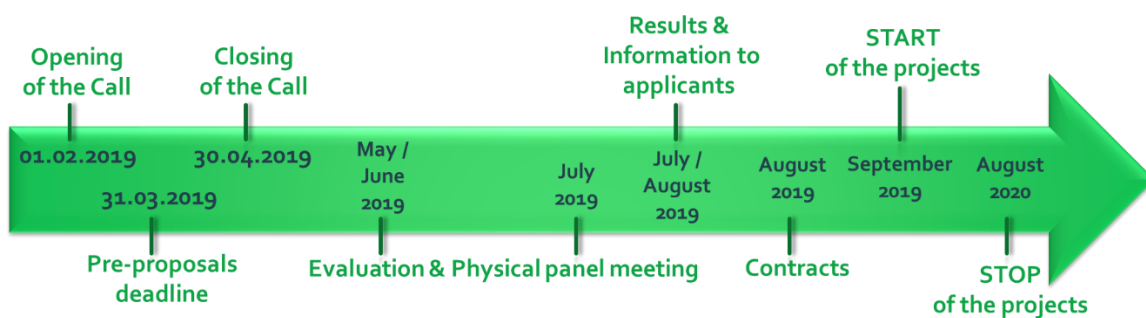 Opening
of the Call
Closing
of the Call
Results &
Information to
applicants
START
of the projects
01.02.2019
31.03.2019
30.04.2019
May /
June
2019
July
2019
July /
August
2019
August
2019
September
2019
August
2020
Pre-proposals
deadline
Evaluation & Physical panel meeting
Contracts
STOP
of the projects